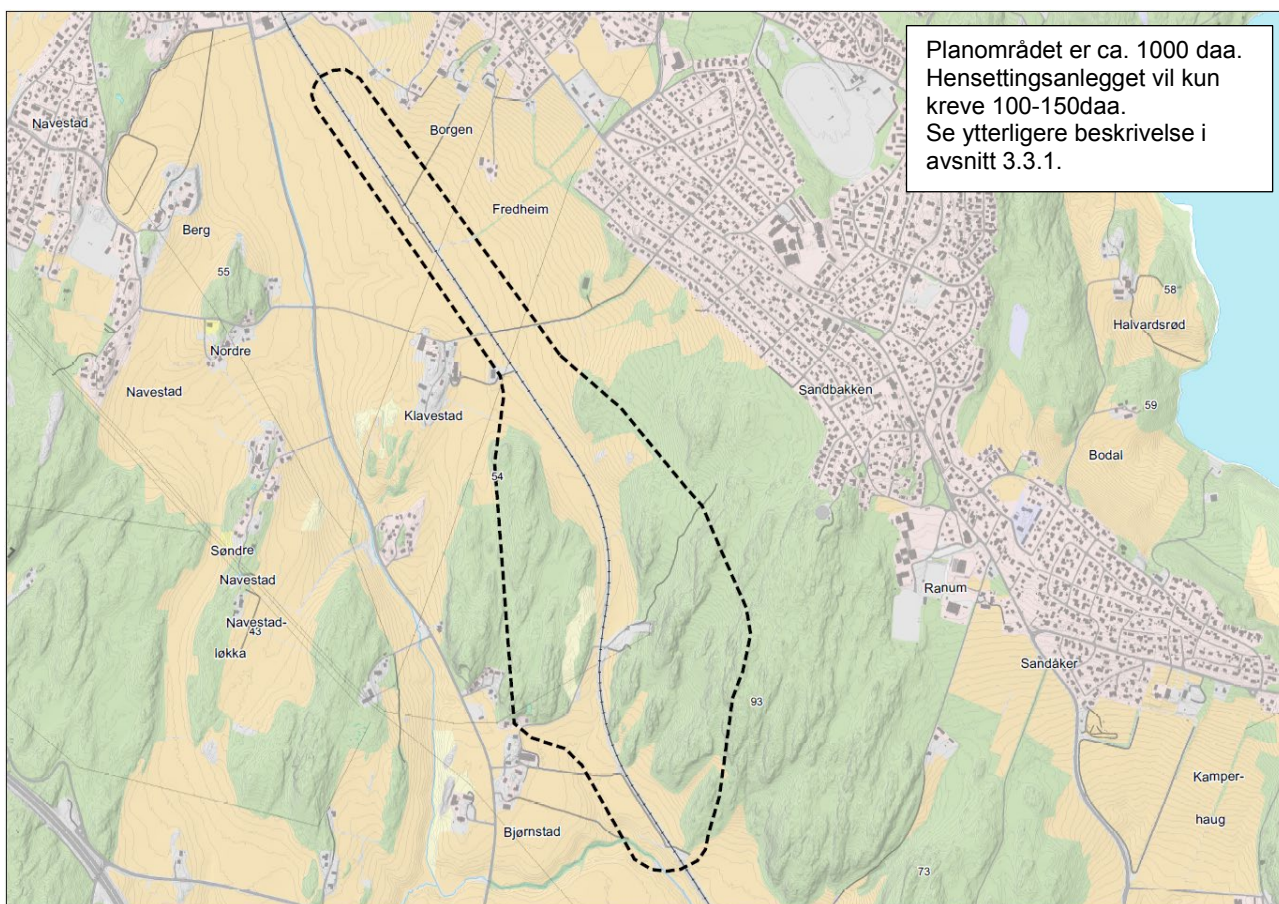 Planområdet er ca. 1000 daa.
Hensettingsanlegget vil kun
kreve 100-150daa.
Se ytterligere beskrivelse i
avsnitt 3.3.1.
Navestad
Borgen
Fredheim
Berg
55
Nordre
Navestad
Klavestad
54
Sandbakken
58
Halvardsrød
59
Bodal
Søndre
Navestad
Navestad-
43
løkka
Ranum
Sandåker
93
Kamper-
haug
Bjørnstad
73